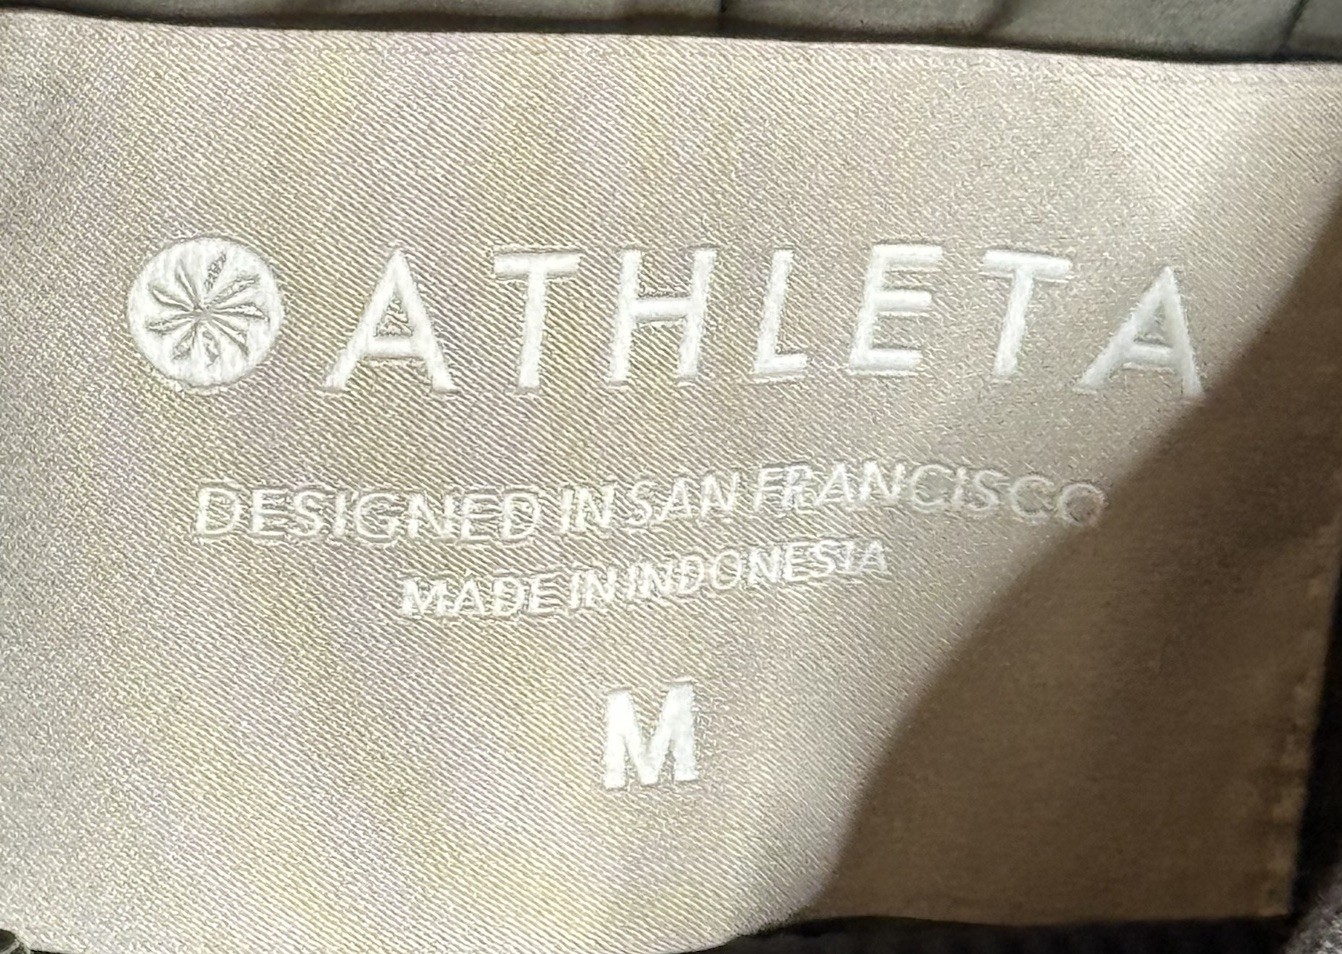 ATHLETA
DESIGNED IN SAN FRANCISCO
MADE IN INDONESIA
M